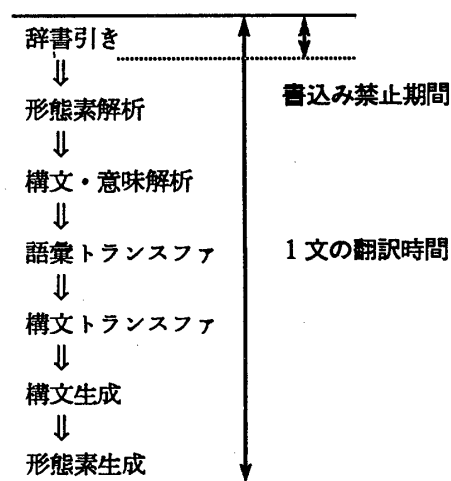 辞書引き
⇓
書込み禁止期間
形態素解析
⇓
構文・意味解析
⇓
語彙トランスファ
1文の翻訳時間
⇓
構文トランスファ
⇓
構文生成
⇓
形態素生成